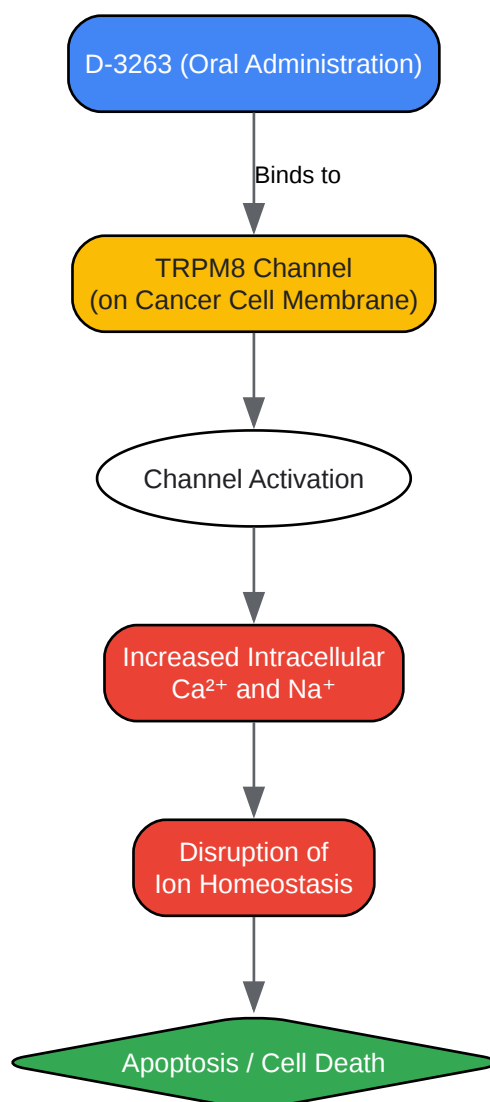 D-3263 (Oral Administration)
Binds to
TRPM8 Channel
(on Cancer Cell Membrane)
Channel Activation
Increased Intracellular
Ca²⁺ and Na⁺
Disruption of
Ion Homeostasis
Apoptosis / Cell Death